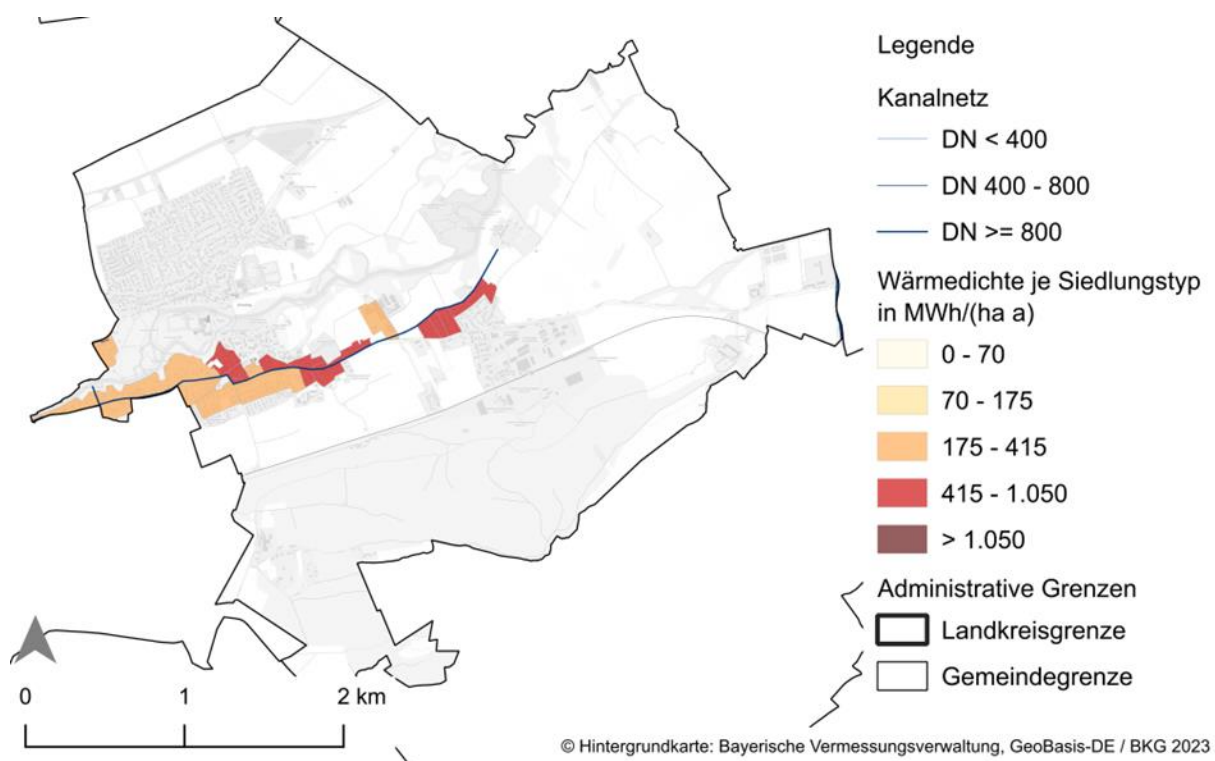 Legende
Kanalnetz
DN < 400
DN 400 - 800
DN >= 800
Wärmedichte je Siedlungstyp
in MWh/(ha a)
0 - 70
70 - 175
175 - 415
415 - 1.050
> 1.050
Administrative Grenzen
Landkreisgrenze
Gemeindegrenze
0 1 2 km
© Hintergrundkarte: Bayerische Vermessungsverwaltung, GeoBasis-DE / BKG 2023